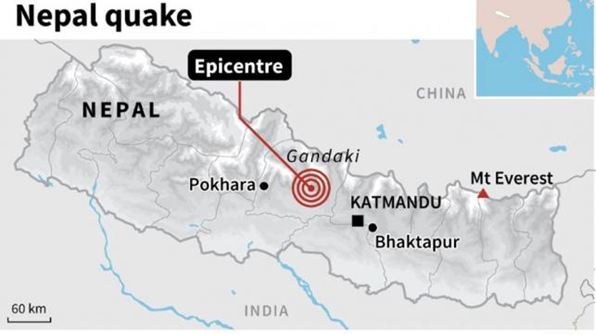 Nepal quake
Epicentre
CHINA
NEPAL
Gandaki
Pokhara
Mt Everest
KATMANDU
Bhaktapur
60 km
INDIA